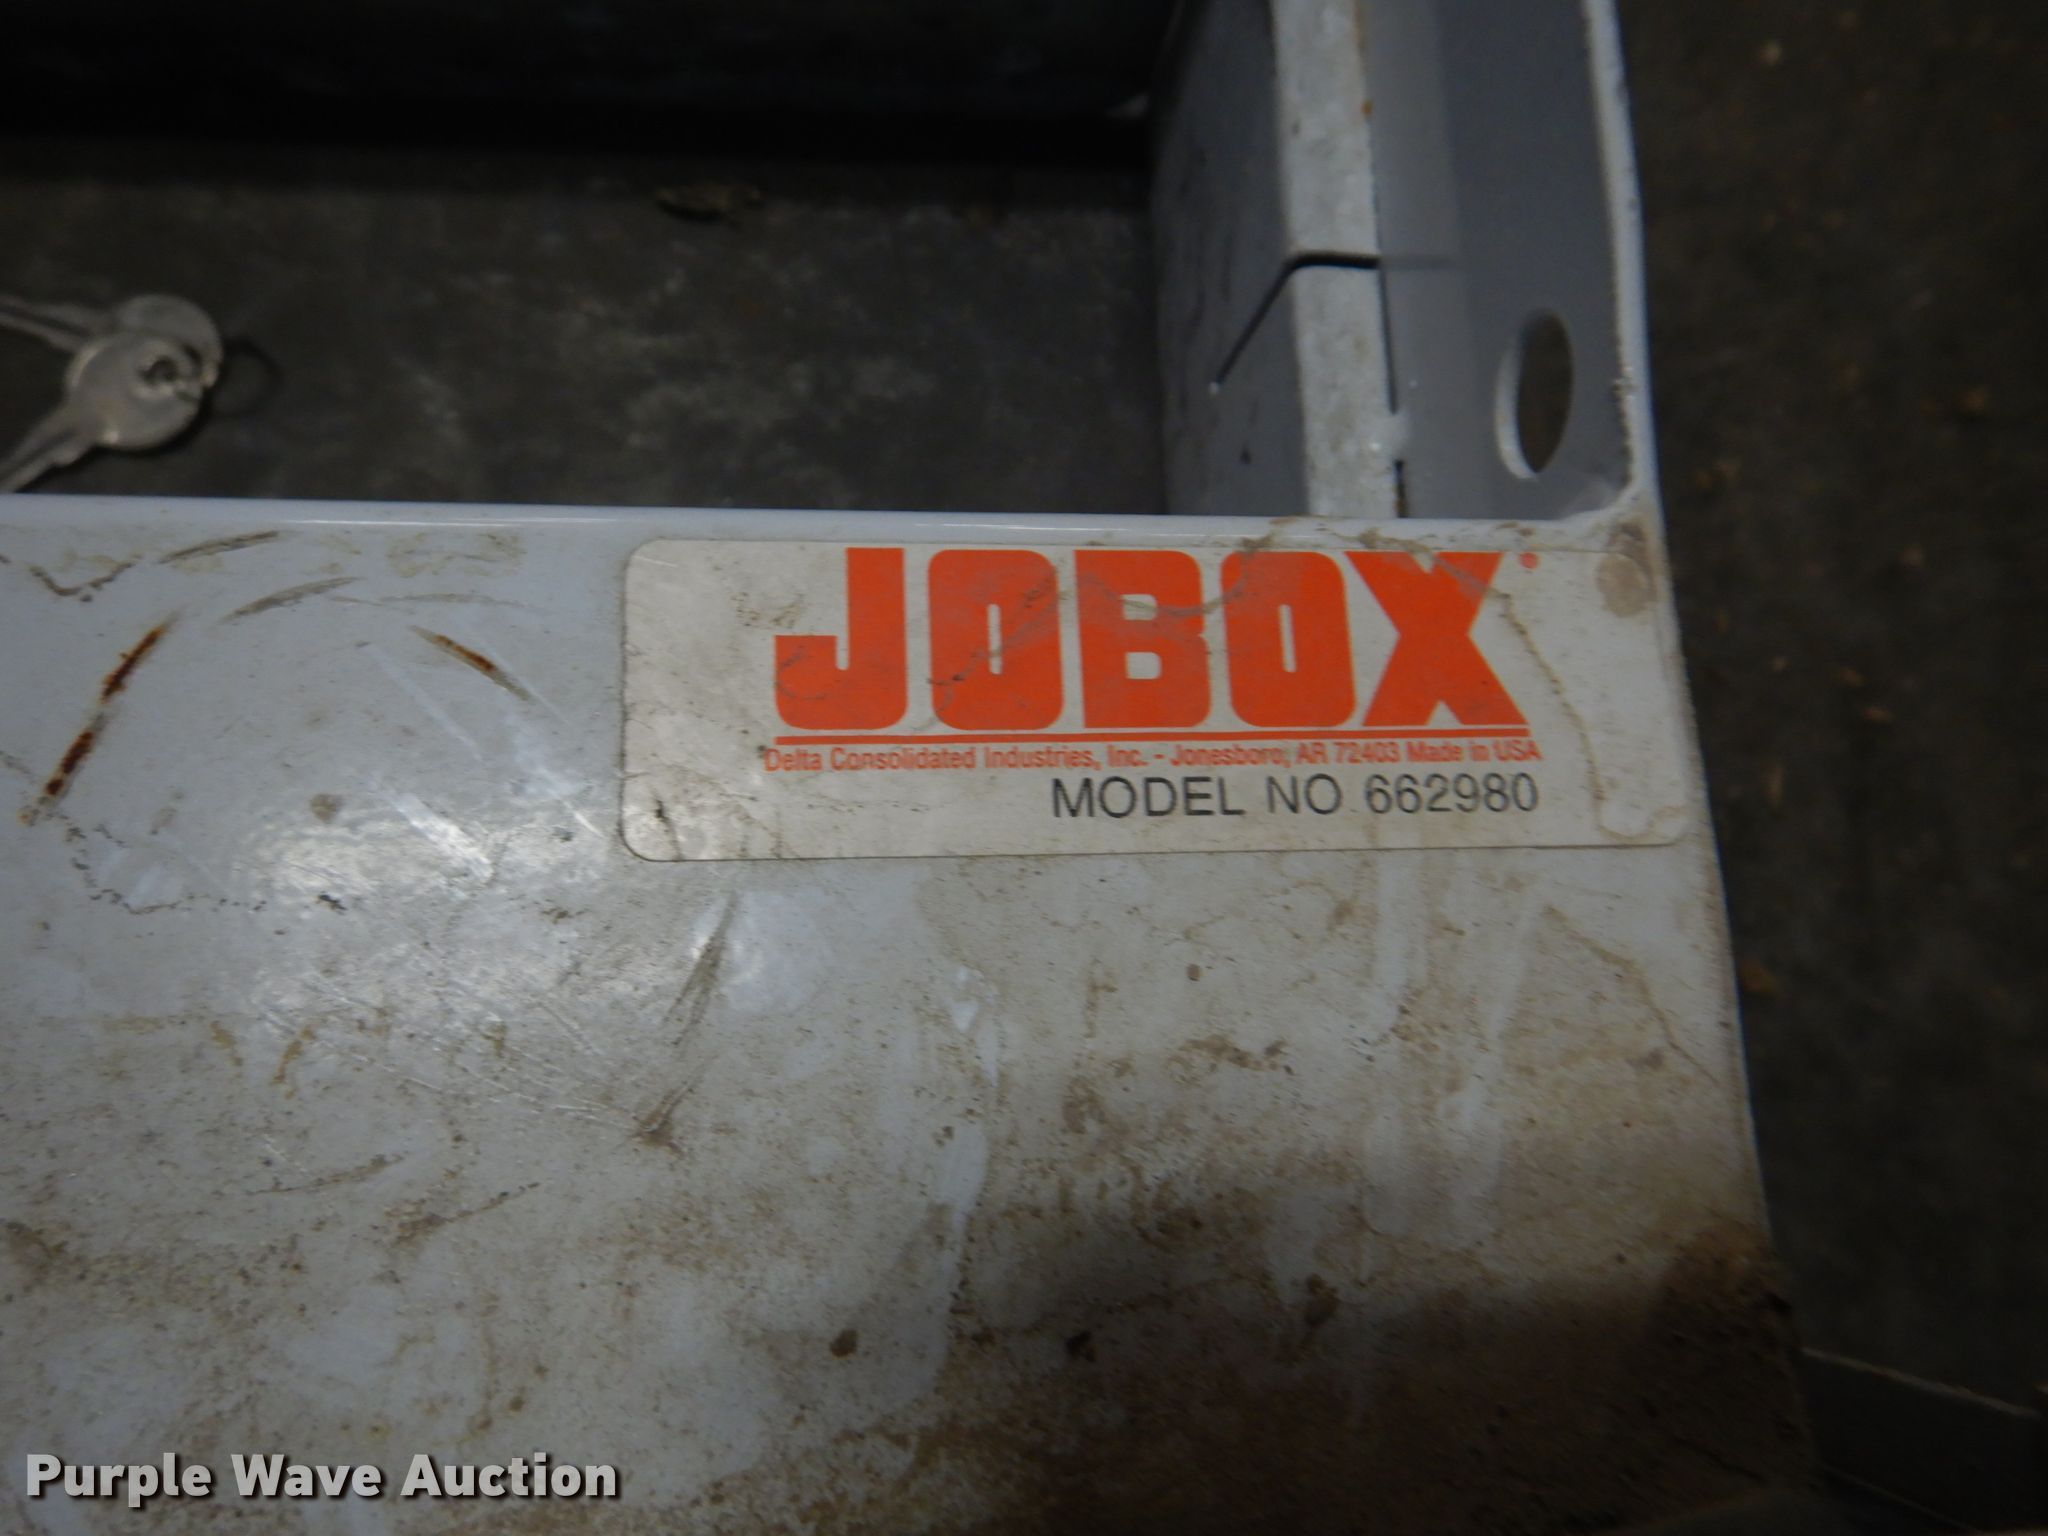 JOBOX
Delta Consolidated Industries, Inc. - Jonesboro, AR 72403 Made in USA
MODEL NO 662980
Purple Wave Auction